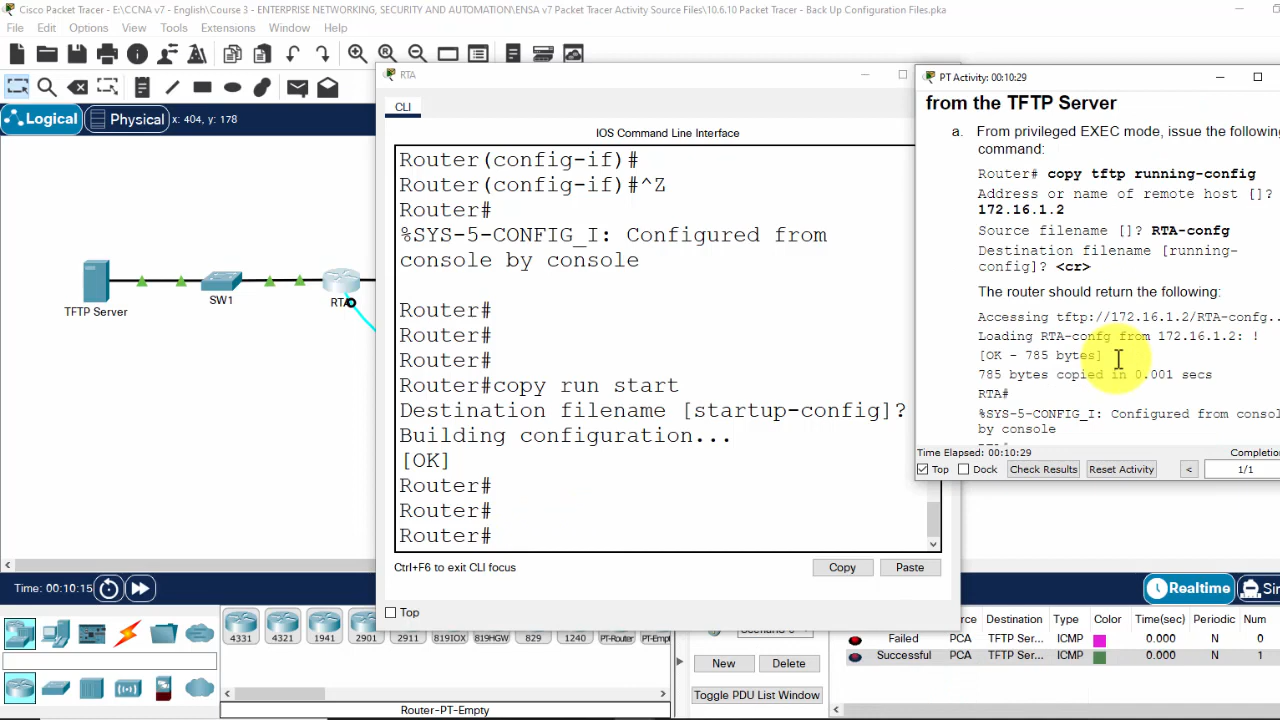 Cisco Packet Tracer - E:\CCNA v7 - English\Course 3 - ENTERPRISE NETWORKING, SECURITY AND AUTOMATION\ENSA v7 Packet Tracer Activity Source Files\10.6.10 Packet Tracer - Back Up Configuration Files.pka
File Edit Options View Tools Extensions Window Help
Logical Physical x: 404, y: 178
TFTP Server
SW1
RTA
RTA
CLI
IOS Command Line Interface
Router(config-if)#
Router(config-if)#^Z
Router#
%SYS-5-CONFIG_I: Configured from
console by console
Router#
Router#
Router#
Router#copy run start
Destination filename [startup-config]?
Building configuration...
[OK]
Router#
Router#
Router#
Ctrl+F6 to exit CLI focus
Copy Paste
Top
PT Activity: 00:10:29
from the TFTP Server
a. From privileged EXEC mode, issue the following
command:
Router# copy tftp running-config
Address or name of remote host []?
172.16.1.2
Source filename []? RTA-confg
Destination filename [running-
config]? <cr>
The router should return the following:
Accessing tftp://172.16.1.2/RTA-confg..
Loading RTA-confg from 172.16.1.2: !
[OK - 785 bytes]
785 bytes copied in 0.001 secs
RTA#
%SYS-5-CONFIG_I: Configured from consol
by console
Time Elapsed: 00:10:29 Completio
Top Dock Check Results Reset Activity < 1/1
Time: 00:10:15
Realtime Sim
4331 4321 1941 2901 2911 819IOX 819HGW 829 1240 PT-Router PT-Empt
Router-PT-Empty
New Delete
Toggle PDU List Window
rce Destination Type Color Time(sec) Periodic Num
Failed PCA TFTP Ser... ICMP 0.000 N 0
Successful PCA TFTP Ser... ICMP 0.000 N 1